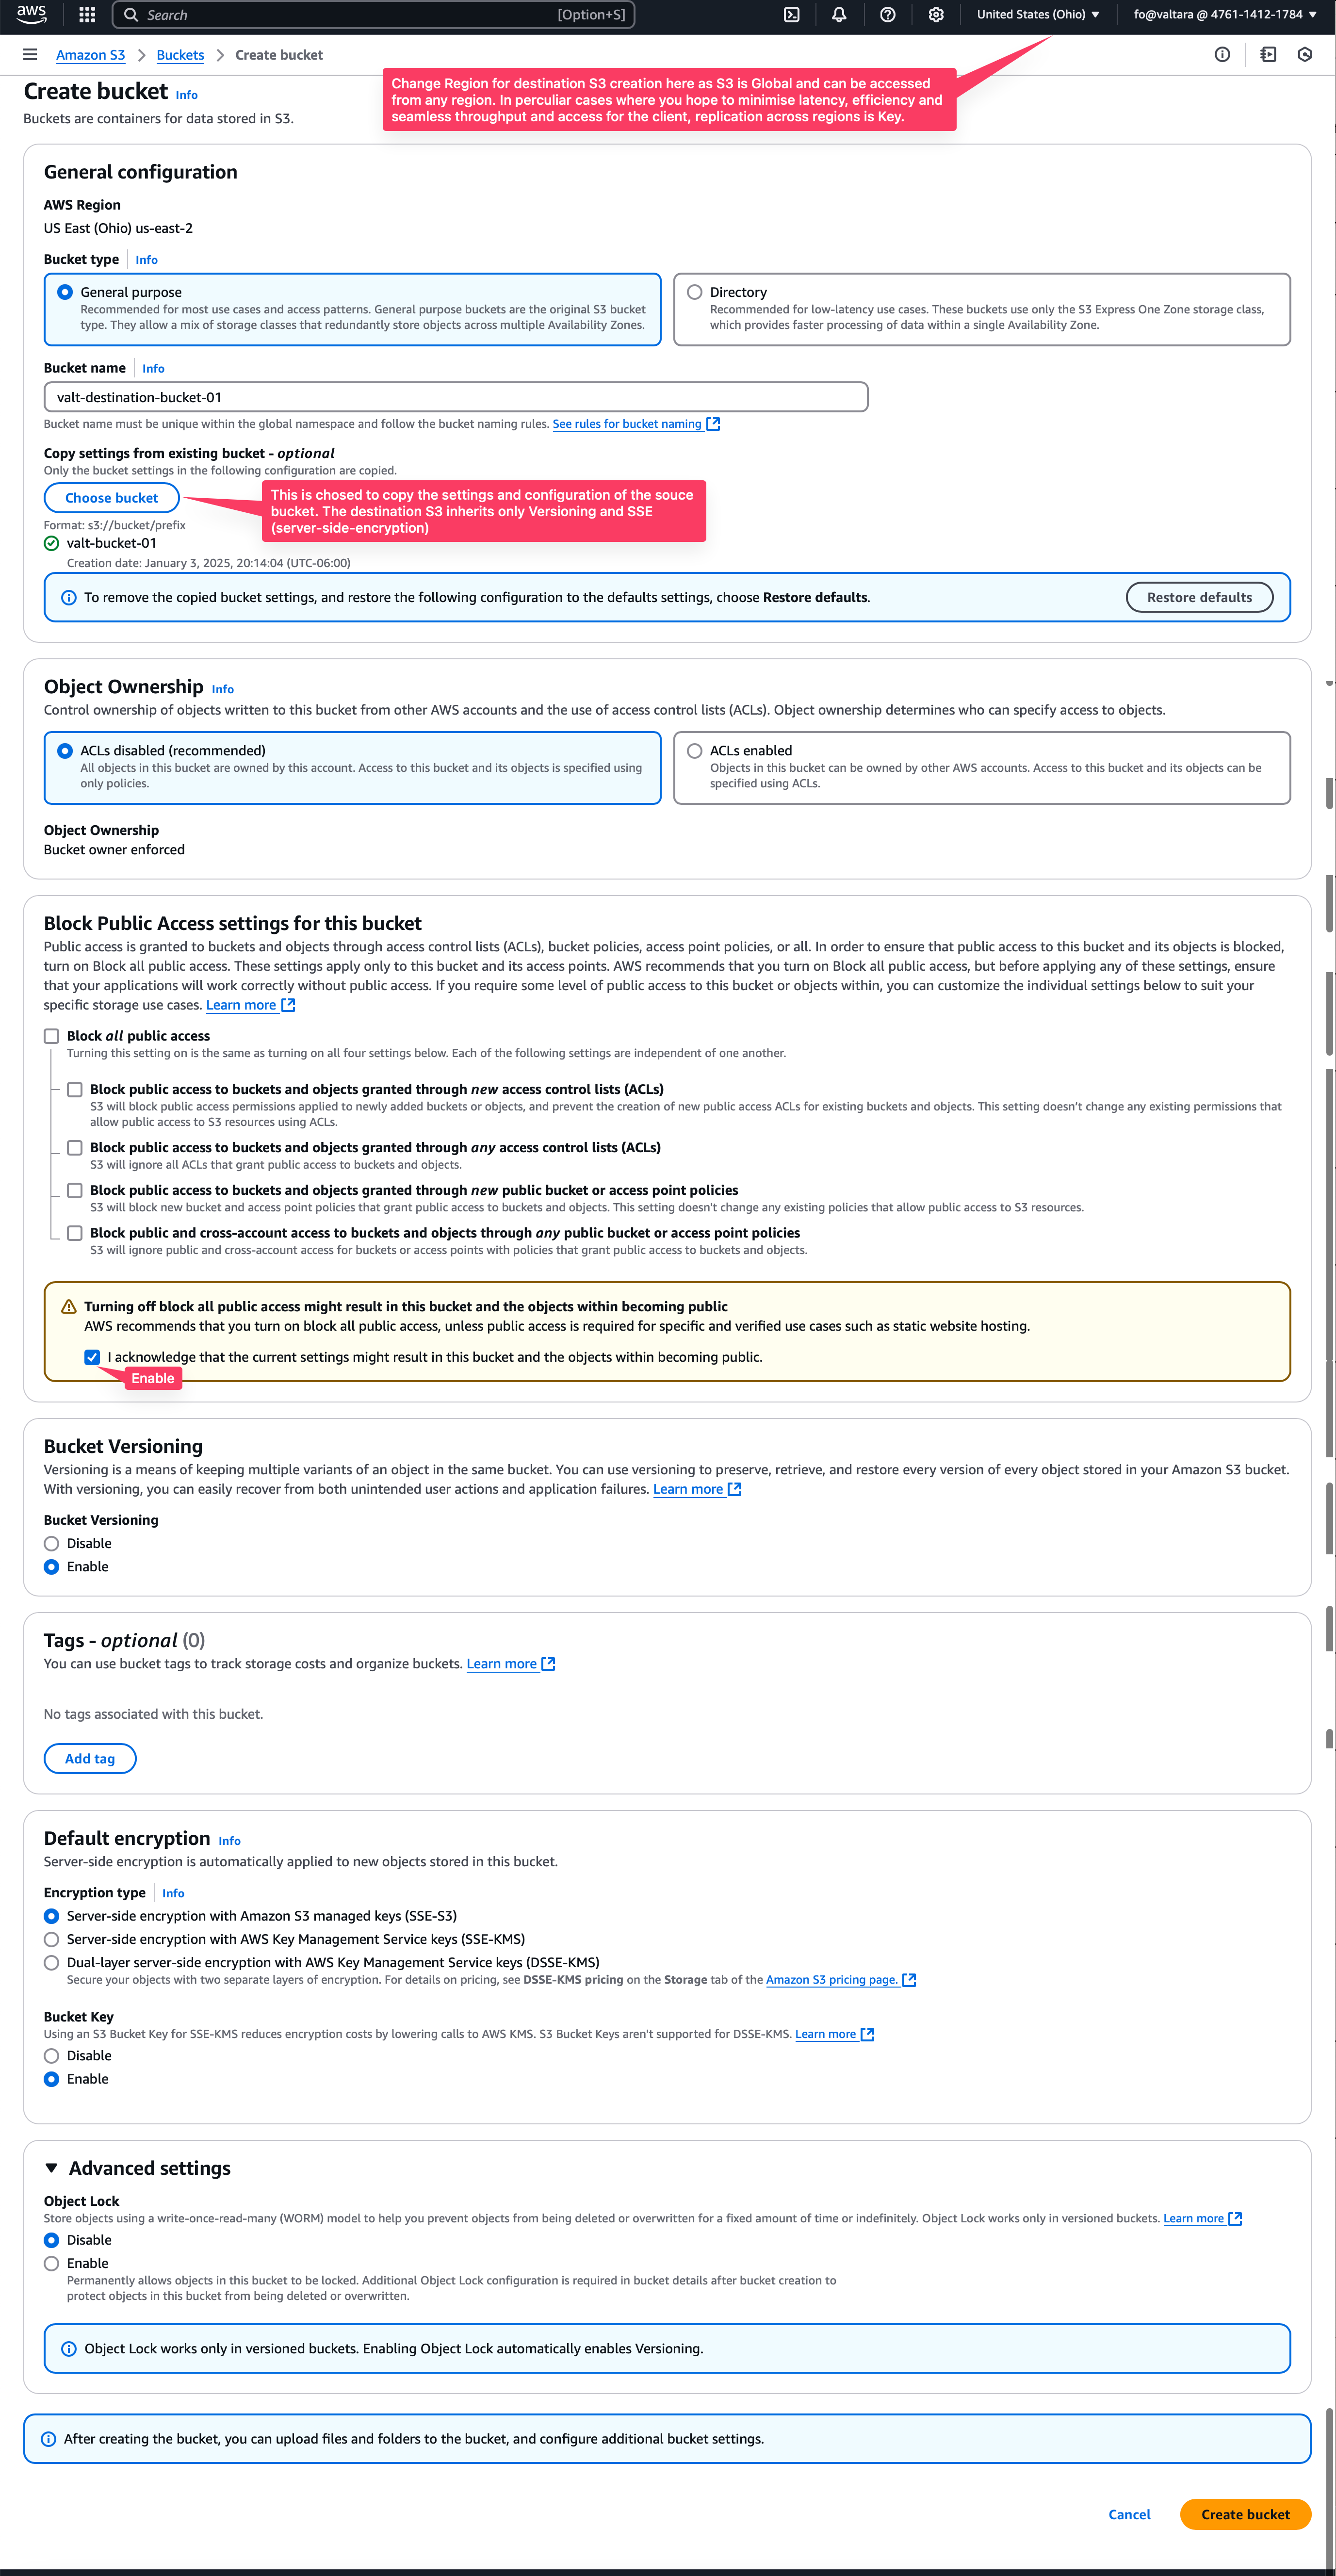 aws
Search [Option+S]
United States (Ohio)
fo@valtara @ 4761-1412-1784
Amazon S3 > Buckets > Create bucket
Change Region for destination S3 creation here as S3 is Global and can be accessed
from any region. In perculiar cases where you hope to minimise latency, efficiency and
seamless throughput and access for the client, replication across regions is Key.
Create bucket Info
Buckets are containers for data stored in S3.
General configuration
AWS Region
US East (Ohio) us-east-2
Bucket type Info
General purpose
Recommended for most use cases and access patterns. General purpose buckets are the original S3 bucket
type. They allow a mix of storage classes that redundantly store objects across multiple Availability Zones.
Directory
Recommended for low-latency use cases. These buckets use only the S3 Express One Zone storage class,
which provides faster processing of data within a single Availability Zone.
Bucket name Info
valt-destination-bucket-01
Bucket name must be unique within the global namespace and follow the bucket naming rules. See rules for bucket naming
Copy settings from existing bucket - optional
Only the bucket settings in the following configuration are copied.
Choose bucket
This is chosed to copy the settings and configuration of the souce
bucket. The destination S3 inherits only Versioning and SSE
(server-side-encryption)
Format: s3://bucket/prefix
valt-bucket-01
Creation date: January 3, 2025, 20:14:04 (UTC-06:00)
To remove the copied bucket settings, and restore the following configuration to the defaults settings, choose Restore defaults.
Restore defaults
Object Ownership Info
Control ownership of objects written to this bucket from other AWS accounts and the use of access control lists (ACLs). Object ownership determines who can specify access to objects.
ACLs disabled (recommended)
All objects in this bucket are owned by this account. Access to this bucket and its objects is specified using
only policies.
ACLs enabled
Objects in this bucket can be owned by other AWS accounts. Access to this bucket and its objects can be
specified using ACLs.
Object Ownership
Bucket owner enforced
Block Public Access settings for this bucket
Public access is granted to buckets and objects through access control lists (ACLs), bucket policies, access point policies, or all. In order to ensure that public access to this bucket and its objects is blocked,
turn on Block all public access. These settings apply only to this bucket and its access points. AWS recommends that you turn on Block all public access, but before applying any of these settings, ensure
that your applications will work correctly without public access. If you require some level of public access to this bucket or objects within, you can customize the individual settings below to suit your
specific storage use cases. Learn more
Block all public access
Turning this setting on is the same as turning on all four settings below. Each of the following settings are independent of one another.
Block public access to buckets and objects granted through new access control lists (ACLs)
S3 will block public access permissions applied to newly added buckets or objects, and prevent the creation of new public access ACLs for existing buckets and objects. This setting doesn't change any existing permissions that
allow public access to S3 resources using ACLs.
Block public access to buckets and objects granted through any access control lists (ACLs)
S3 will ignore all ACLs that grant public access to buckets and objects.
Block public access to buckets and objects granted through new public bucket or access point policies
S3 will block new bucket and access point policies that grant public access to buckets and objects. This setting doesn't change any existing policies that allow public access to S3 resources.
Block public and cross-account access to buckets and objects through any public bucket or access point policies
S3 will ignore public and cross-account access for buckets or access points with policies that grant public access to buckets and objects.
Turning off block all public access might result in this bucket and the objects within becoming public
AWS recommends that you turn on block all public access, unless public access is required for specific and verified use cases such as static website hosting.
I acknowledge that the current settings might result in this bucket and the objects within becoming public.
Enable
Bucket Versioning
Versioning is a means of keeping multiple variants of an object in the same bucket. You can use versioning to preserve, retrieve, and restore every version of every object stored in your Amazon S3 bucket.
With versioning, you can easily recover from both unintended user actions and application failures. Learn more
Bucket Versioning
Disable
Enable
Tags - optional (0)
You can use bucket tags to track storage costs and organize buckets. Learn more
No tags associated with this bucket.
Add tag
Default encryption Info
Server-side encryption is automatically applied to new objects stored in this bucket.
Encryption type Info
Server-side encryption with Amazon S3 managed keys (SSE-S3)
Server-side encryption with AWS Key Management Service keys (SSE-KMS)
Dual-layer server-side encryption with AWS Key Management Service keys (DSSE-KMS)
Secure your objects with two separate layers of encryption. For details on pricing, see DSSE-KMS pricing on the Storage tab of the Amazon S3 pricing page.
Bucket Key
Using an S3 Bucket Key for SSE-KMS reduces encryption costs by lowering calls to AWS KMS. S3 Bucket Keys aren't supported for DSSE-KMS. Learn more
Disable
Enable
Advanced settings
Object Lock
Store objects using a write-once-read-many (WORM) model to help you prevent objects from being deleted or overwritten for a fixed amount of time or indefinitely. Object Lock works only in versioned buckets. Learn more
Disable
Enable
Permanently allows objects in this bucket to be locked. Additional Object Lock configuration is required in bucket details after bucket creation to
protect objects in this bucket from being deleted or overwritten.
Object Lock works only in versioned buckets. Enabling Object Lock automatically enables Versioning.
After creating the bucket, you can upload files and folders to the bucket, and configure additional bucket settings.
Cancel
Create bucket